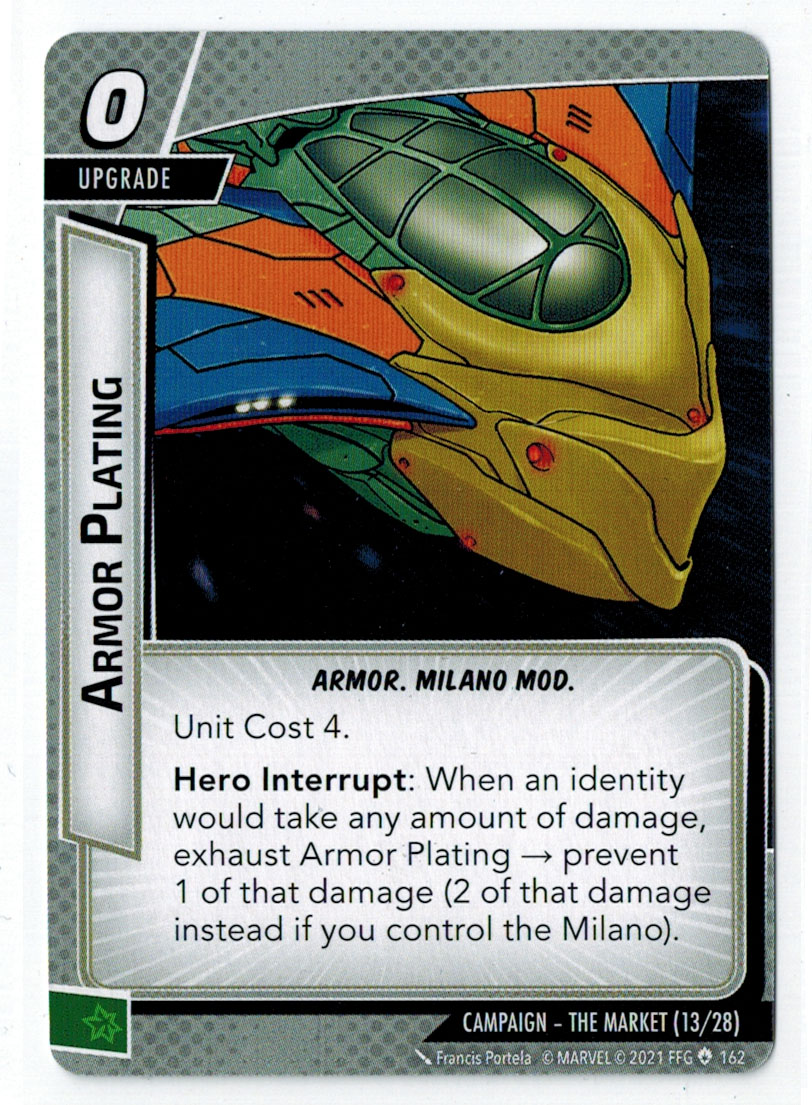 0
UPGRADE
ARMOR PLATING
ARMOR. MILANO MOD.
Unit Cost 4.
Hero Interrupt: When an identity
would take any amount of damage,
exhaust Armor Plating → prevent
1 of that damage (2 of that damage
instead if you control the Milano).
CAMPAIGN – THE MARKET (13/28)
Francis Portela © MARVEL © 2021 FFG 162